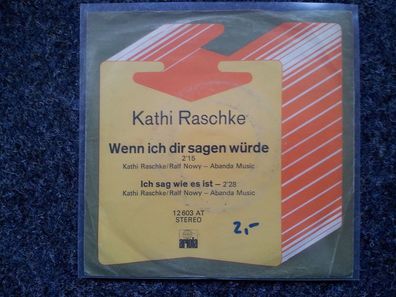 Kathi Raschke
Wenn ich dir sagen würde
2'15
Kathi Raschke/Ralf Nowy – Abanda Music
Ich sag wie es ist – 2'28
Kathi Raschke/Ralf Nowy – Abanda Music
12 603 AT
STEREO
2,-
ariola